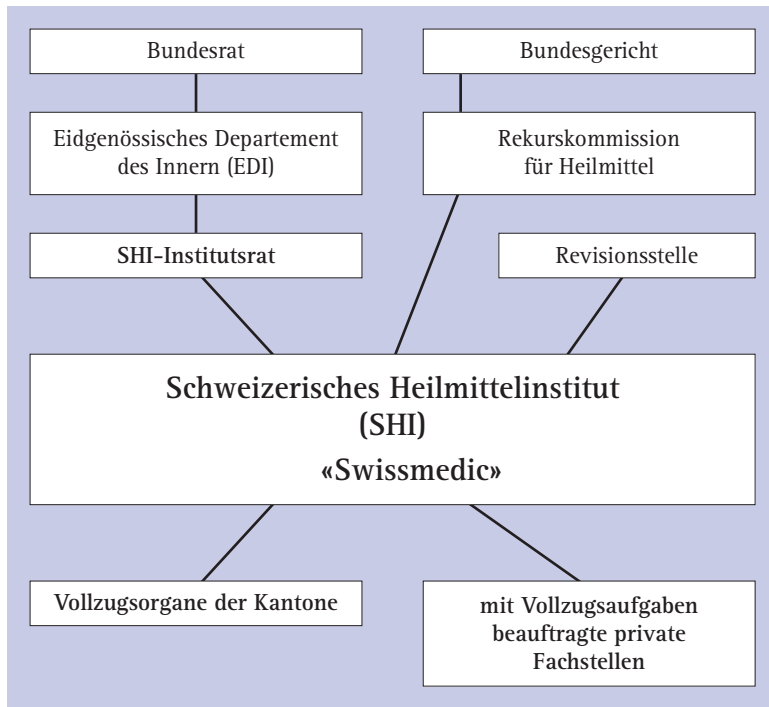 Bundesrat
Bundesgericht
Eidgenössisches Departement
des Innern (EDI)
Rekurskommission
für Heilmittel
SHI-Institutsrat
Revisionsstelle
Schweizerisches Heilmittelinstitut
(SHI)
«Swissmedic»
Vollzugsorgane der Kantone
mit Vollzugsaufgaben
beauftragte private
Fachstellen